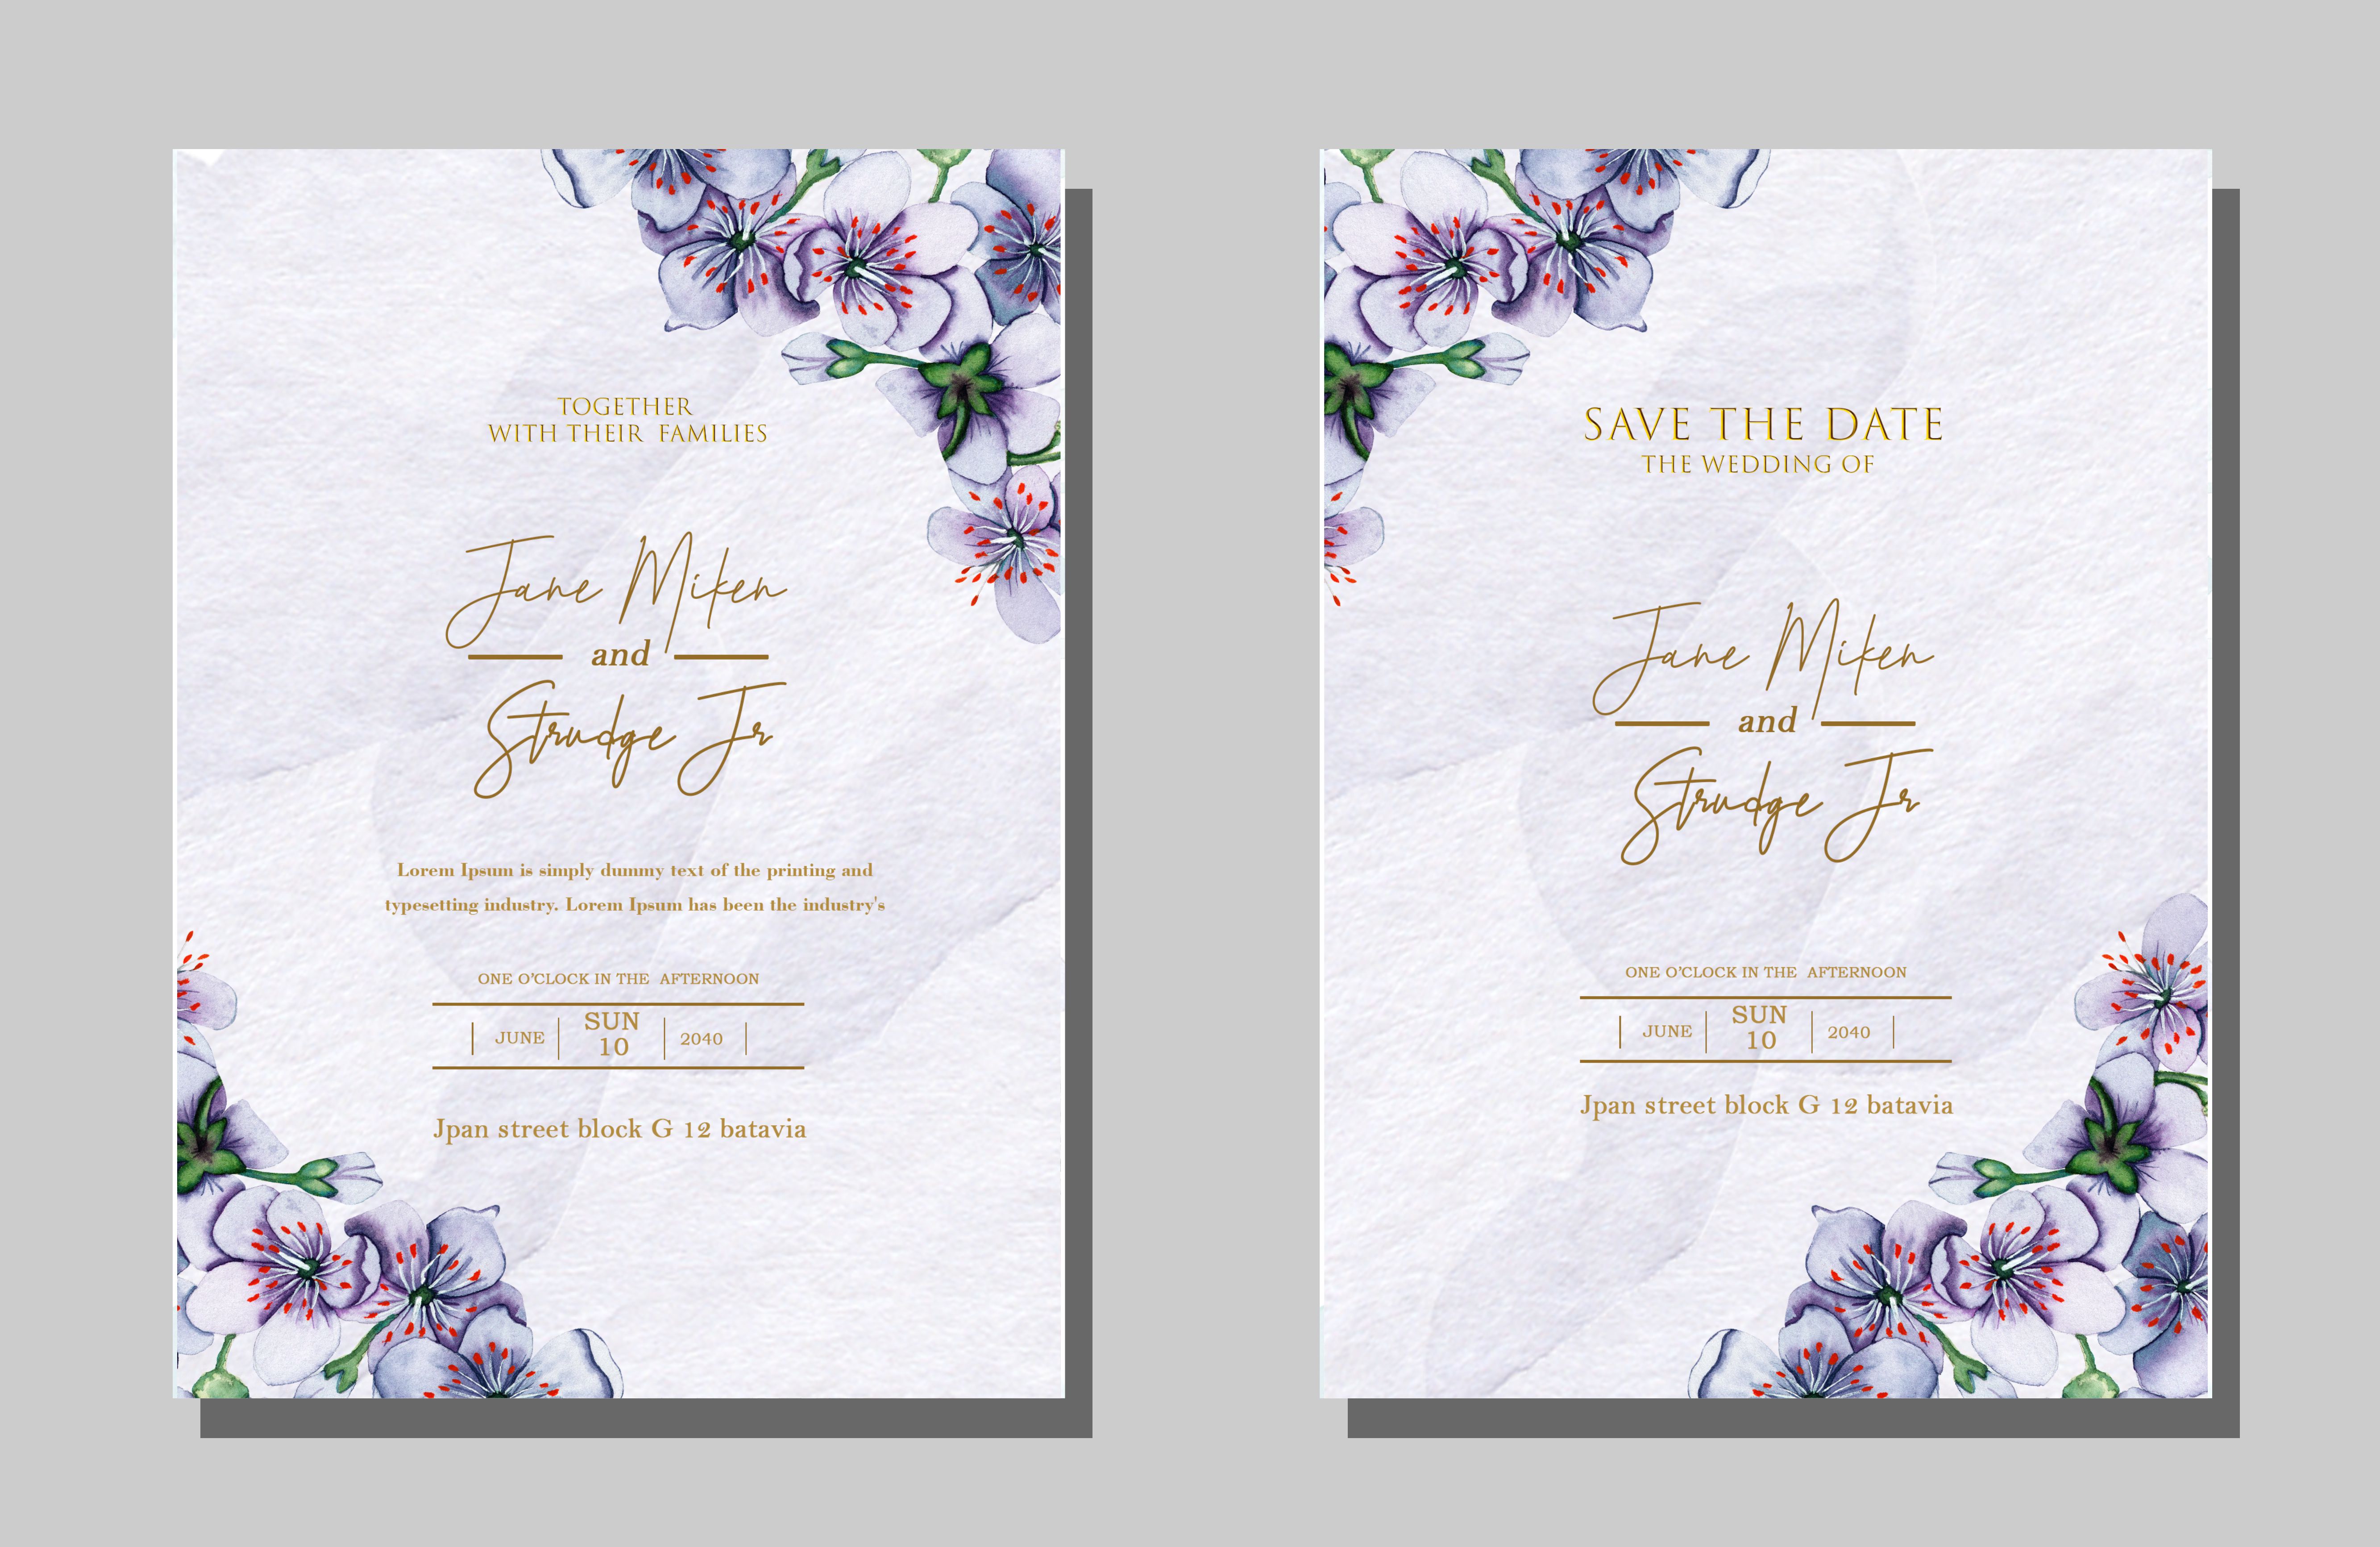 TOGETHER
WITH THEIR FAMILIES
Jane Miken
and
Strudge Jr
Lorem Ipsum is simply dummy text of the printing and
typesetting industry. Lorem Ipsum has been the industry's
ONE O'CLOCK IN THE AFTERNOON
JUNE
SUN
10
2040
Jpan street block G 12 batavia
SAVE THE DATE
THE WEDDING OF
Jane Miken
and
Strudge Jr
ONE O'CLOCK IN THE AFTERNOON
JUNE
SUN
10
2040
Jpan street block G 12 batavia